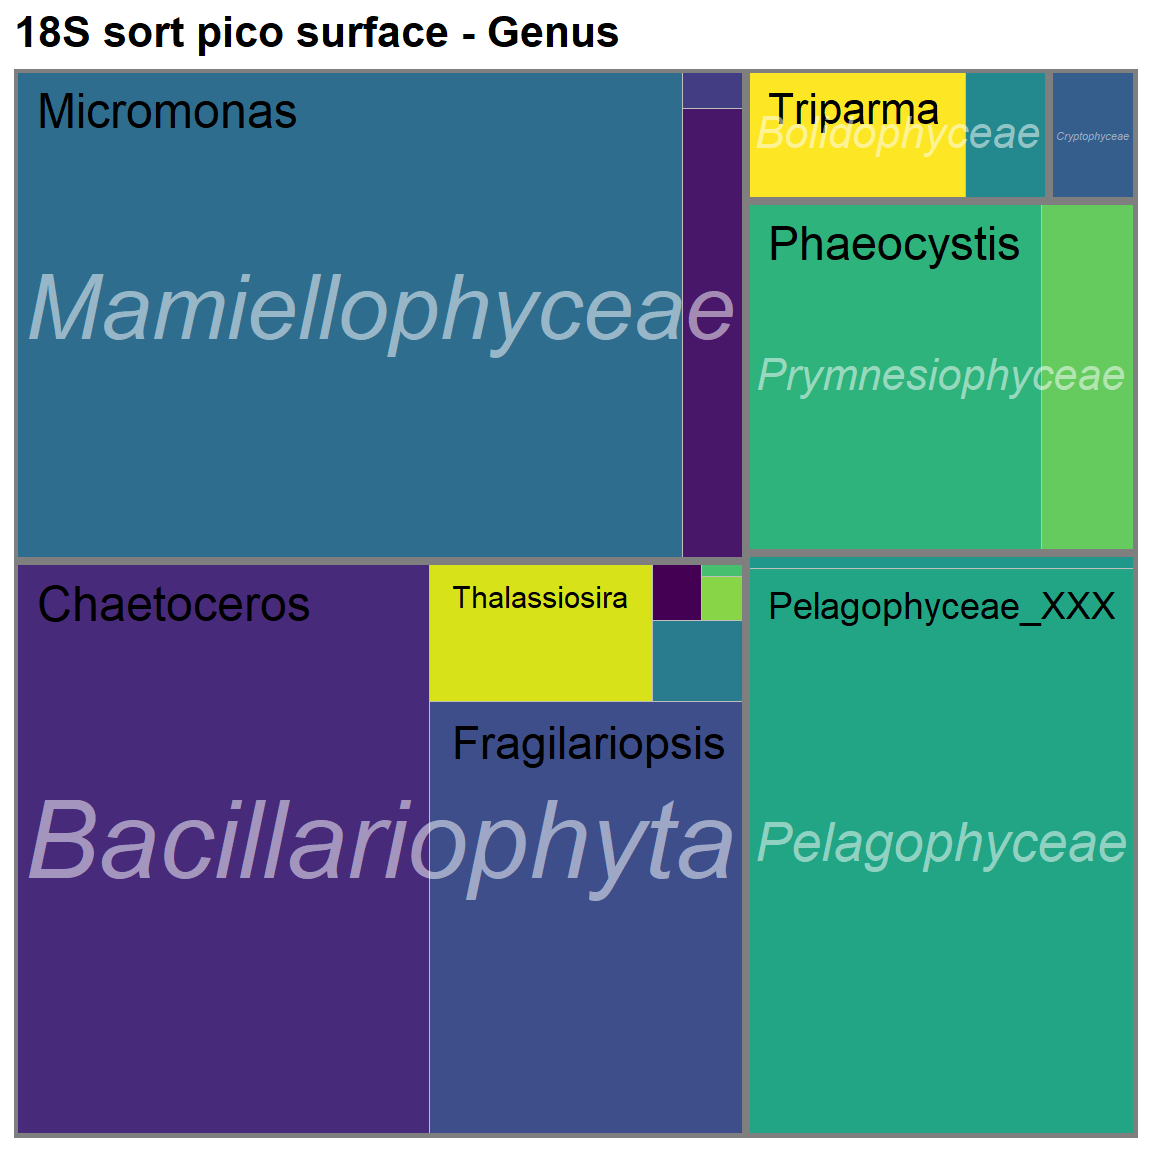 18S sort pico surface - Genus
Micromonas
Mamiellophyceae
Triparma
Bolidophyceae
Cryptophyceae
Phaeocystis
Prymnesiophyceae
Chaetoceros
Thalassiosira
Fragilariopsis
Bacillariophyta
Pelagophyceae_XXX
Pelagophyceae